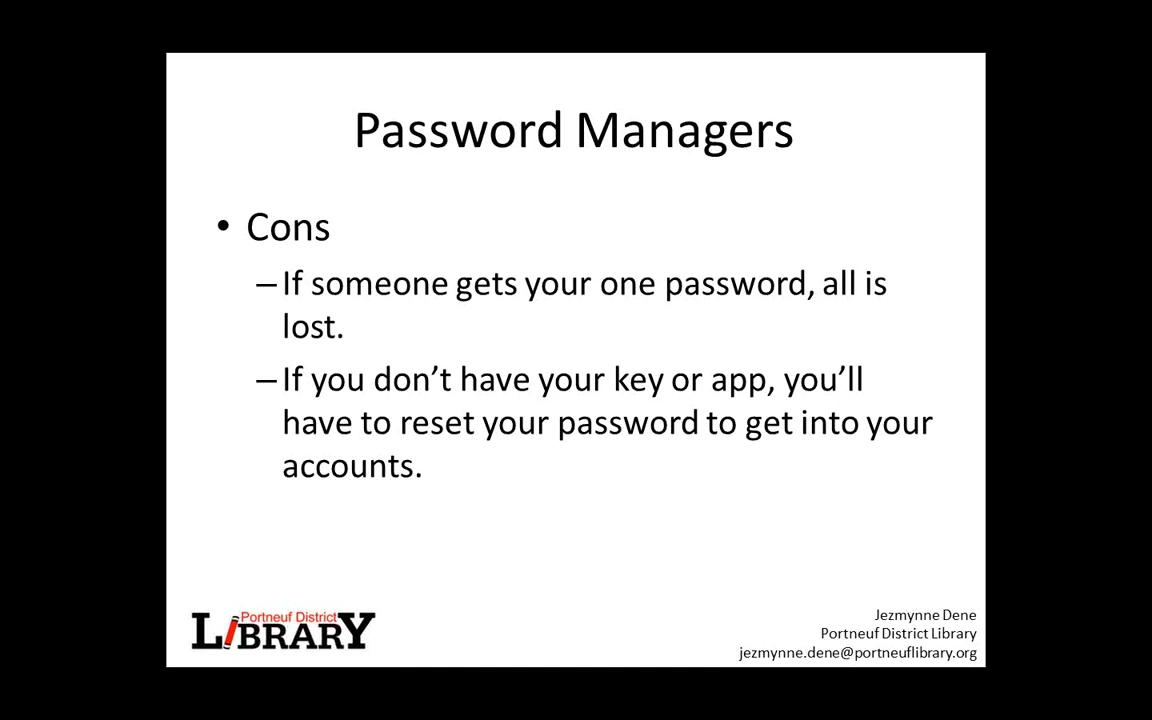 Password Managers
• Cons
– If someone gets your one password, all is
lost.
– If you don’t have your key or app, you’ll
have to reset your password to get into your
accounts.
Portneuf District
LIBRARY
Jezmynne Dene
Portneuf District Library
jezmynne.dene@portneuflibrary.org